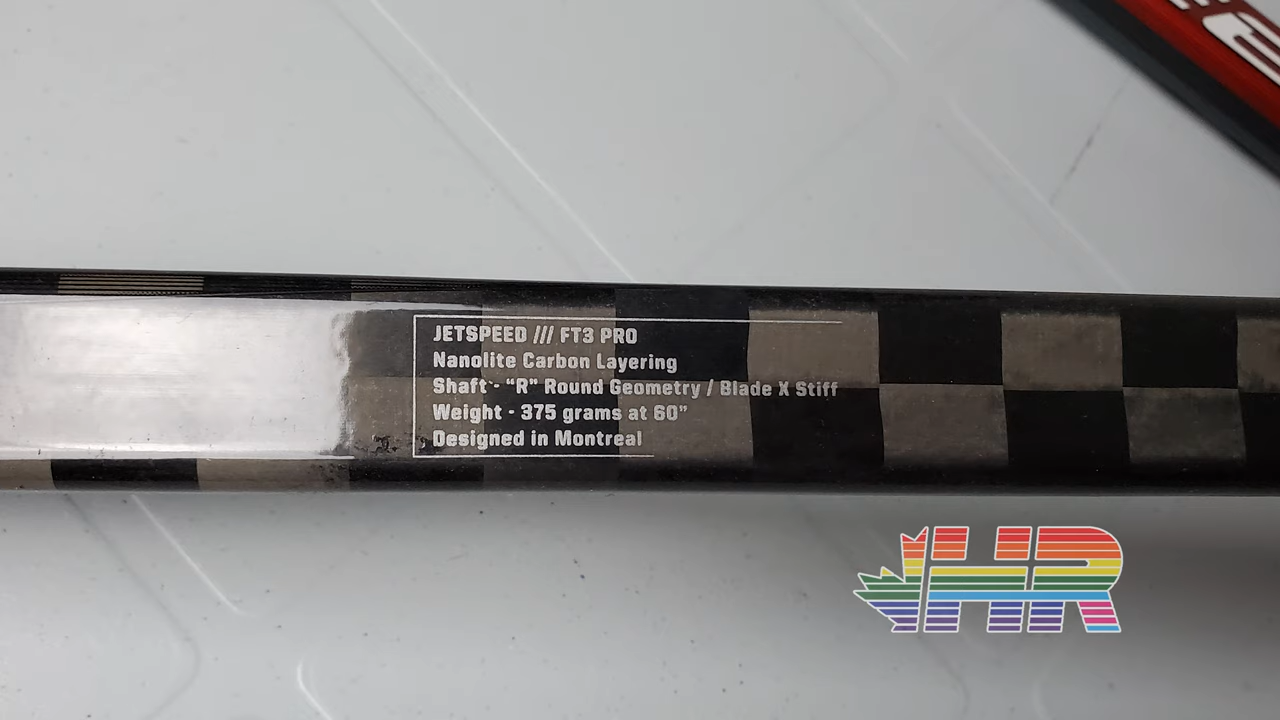 JETSPEED /// FT3 PRO
Nanolite Carbon Layering
Shaft - “R” Round Geometry / Blade X Stiff
Weight - 375 grams at 60”
Designed in Montreal
HR